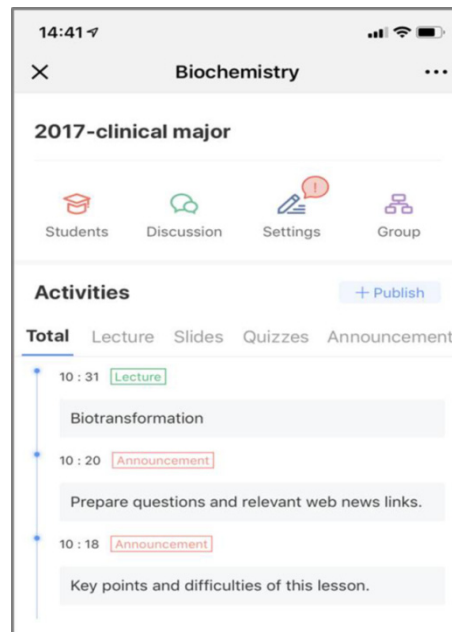 14:41
Biochemistry
2017-clinical major
Students Discussion Settings Group
Activities + Publish
Total Lecture Slides Quizzes Announcement
10 : 31 Lecture
Biotransformation
10 : 20 Announcement
Prepare questions and relevant web news links.
10 : 18 Announcement
Key points and difficulties of this lesson.